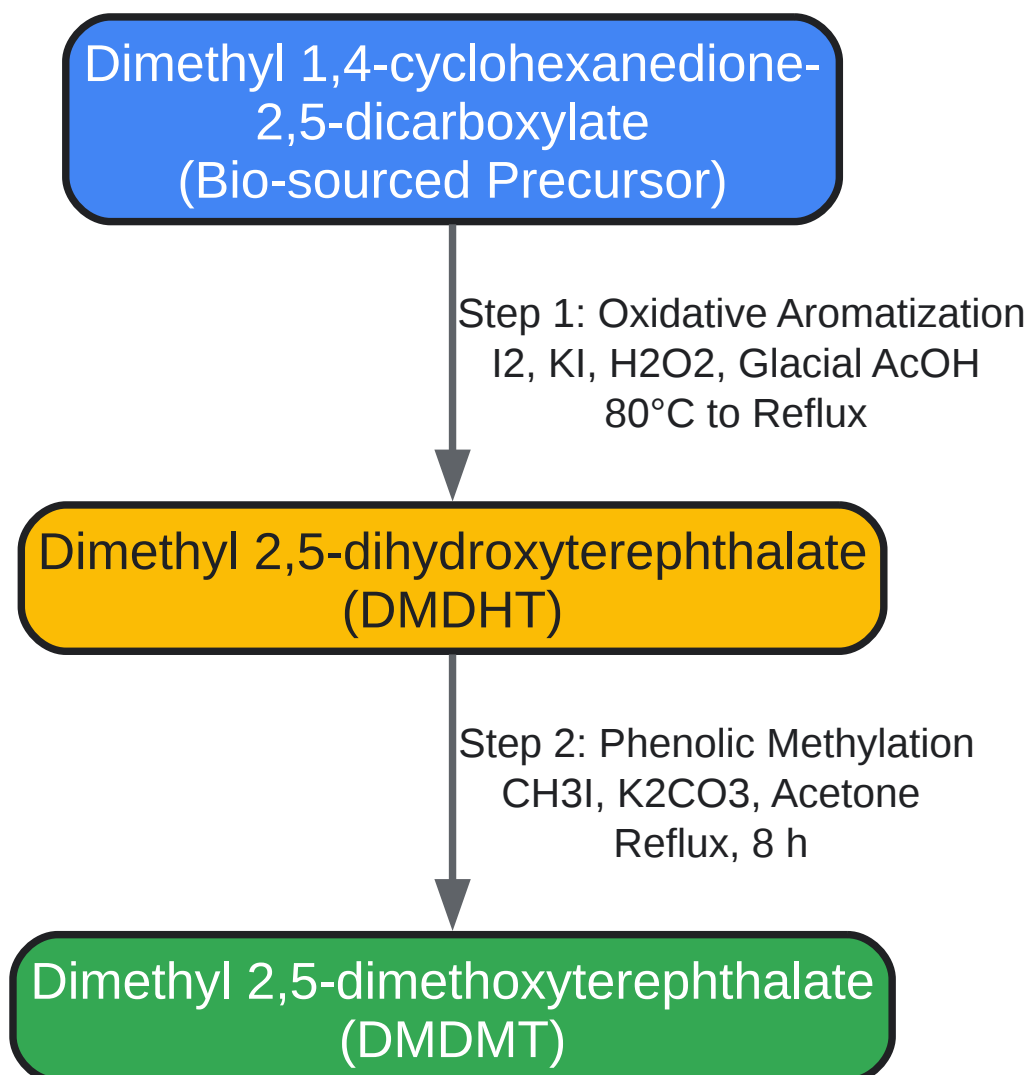 Dimethyl 1,4-cyclohexanedione-
2,5-dicarboxylate
(Bio-sourced Precursor)
Step 1: Oxidative Aromatization
I2, KI, H2O2, Glacial AcOH
80°C to Reflux
Dimethyl 2,5-dihydroxyterephthalate
(DMDHT)
Step 2: Phenolic Methylation
CH3I, K2CO3, Acetone
Reflux, 8 h
Dimethyl 2,5-dimethoxyterephthalate
(DMDMT)